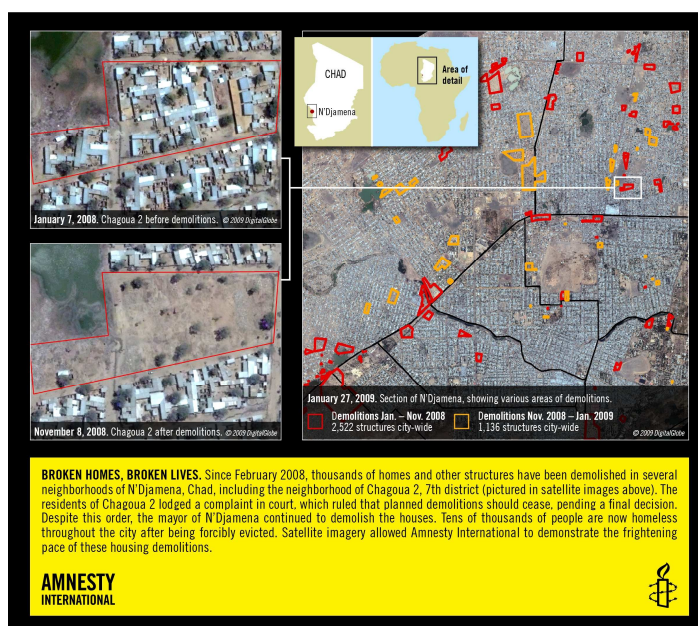 January 7, 2008. Chagoua 2 before demolitions. © 2009 DigitalGlobe
CHAD
N'Djamena
Area of
detail
November 8, 2008. Chagoua 2 after demolitions. © 2009 DigitalGlobe
January 27, 2009. Section of N'Djamena, showing various areas of demolitions.
Demolitions Jan. – Nov. 2008
2,522 structures city-wide
Demolitions Nov. 2008 – Jan. 2009
1,136 structures city-wide
© 2009 DigitalGlobe
BROKEN HOMES, BROKEN LIVES. Since February 2008, thousands of homes and other structures have been demolished in several
neighborhoods of N'Djamena, Chad, including the neighborhood of Chagoua 2, 7th district (pictured in satellite images above). The
residents of Chagoua 2 lodged a complaint in court, which ruled that planned demolitions should cease, pending a final decision.
Despite this order, the mayor of N'Djamena continued to demolish the houses. Tens of thousands of people are now homeless
throughout the city after being forcibly evicted. Satellite imagery allowed Amnesty International to demonstrate the frightening
pace of these housing demolitions.
AMNESTY
INTERNATIONAL